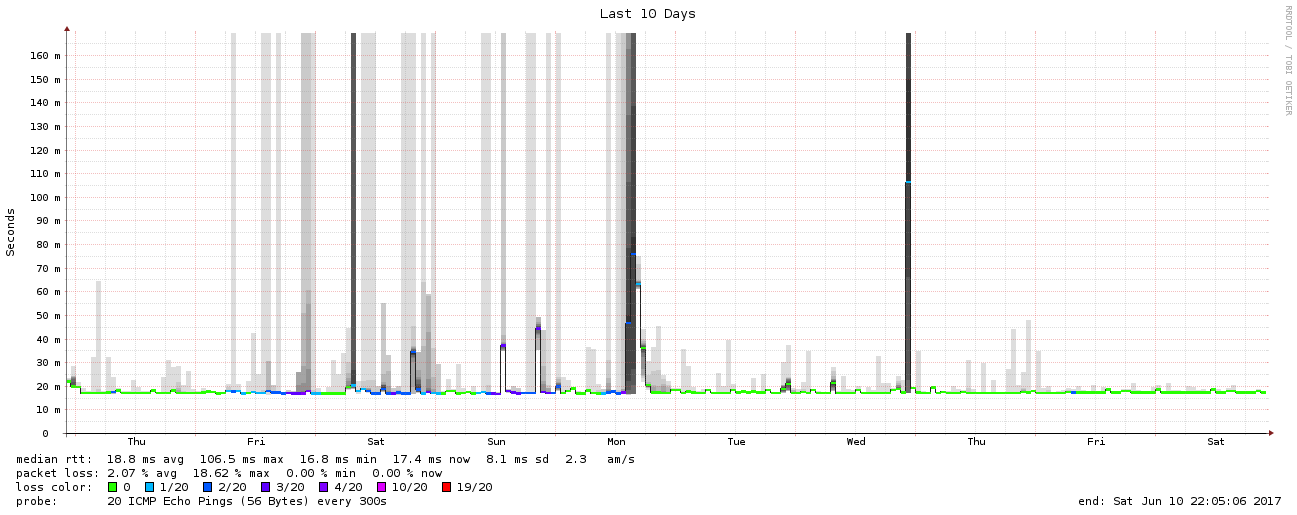 Last 10 Days
RRDTOOL / TOBI OETIKER
Seconds
160 m
150 m
140 m
130 m
120 m
110 m
100 m
90 m
80 m
70 m
60 m
50 m
40 m
30 m
20 m
10 m
0
Thu Fri Sat Sun Mon Tue Wed Thu Fri Sat
median rtt: 18.8 ms avg 106.5 ms max 16.8 ms min 17.4 ms now 8.1 ms sd 2.3 am/s
packet loss: 2.07 % avg 18.62 % max 0.00 % min 0.00 % now
loss color: 0 1/20 2/20 3/20 4/20 10/20 19/20
probe: 20 ICMP Echo Pings (56 Bytes) every 300s end: Sat Jun 10 22:05:06 2017